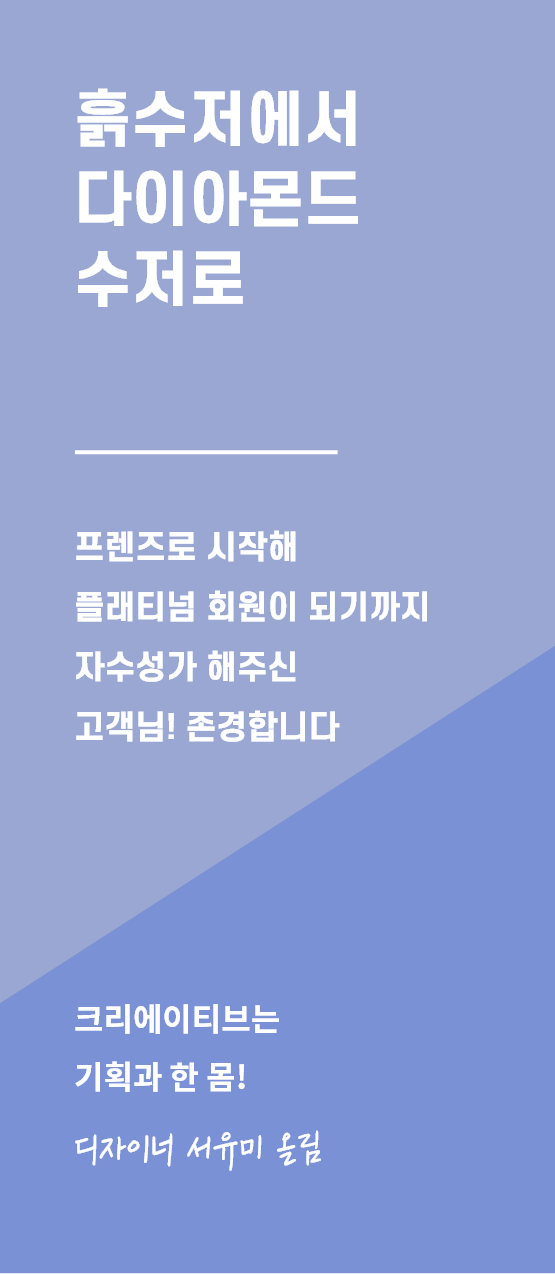 흙수저에서
다이아몬드
수저로
프렌즈로 시작해
플래티넘 회원이 되기까지
자수성가 해주신
고객님! 존경합니다
크리에이티브는
기획과 한 몸!
디자이너 서유미 올림